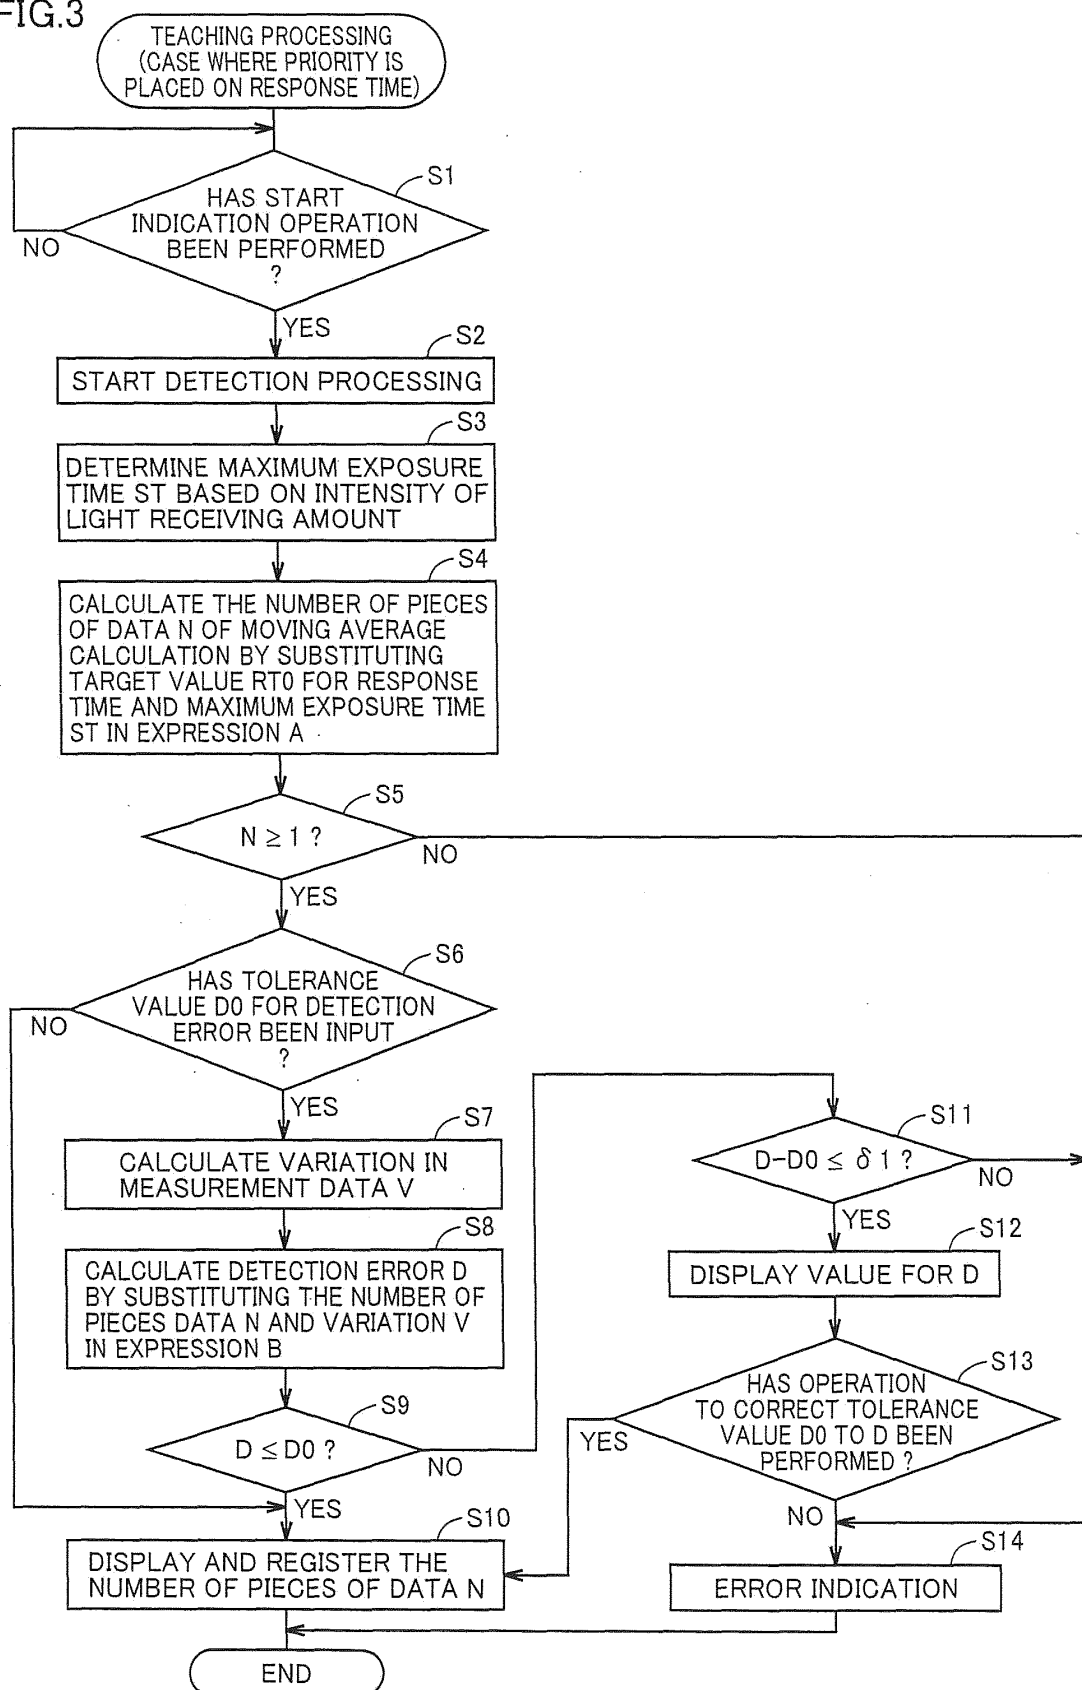 FIG.3
TEACHING PROCESSING
(CASE WHERE PRIORITY IS
PLACED ON RESPONSE TIME)
S1
HAS START
INDICATION OPERATION
BEEN PERFORMED
?
NO
YES
S2
START DETECTION PROCESSING
S3
DETERMINE MAXIMUM EXPOSURE
TIME ST BASED ON INTENSITY OF
LIGHT RECEIVING AMOUNT
S4
CALCULATE THE NUMBER OF PIECES
OF DATA N OF MOVING AVERAGE
CALCULATION BY SUBSTITUTING
TARGET VALUE RT0 FOR RESPONSE
TIME AND MAXIMUM EXPOSURE TIME
ST IN EXPRESSION A
S5
N ≥ 1 ?
NO
YES
S6
HAS TOLERANCE
VALUE D0 FOR DETECTION
ERROR BEEN INPUT
?
NO
YES
S7
CALCULATE VARIATION IN
MEASUREMENT DATA V
S8
CALCULATE DETECTION ERROR D
BY SUBSTITUTING THE NUMBER OF
PIECES DATA N AND VARIATION V
IN EXPRESSION B
S9
D ≤ D0 ?
NO
YES
S10
DISPLAY AND REGISTER THE
NUMBER OF PIECES OF DATA N
S11
D-D0 ≤ δ 1 ?
NO
YES
S12
DISPLAY VALUE FOR D
S13
HAS OPERATION
TO CORRECT TOLERANCE
VALUE D0 TO D BEEN
PERFORMED ?
YES
NO
S14
ERROR INDICATION
END